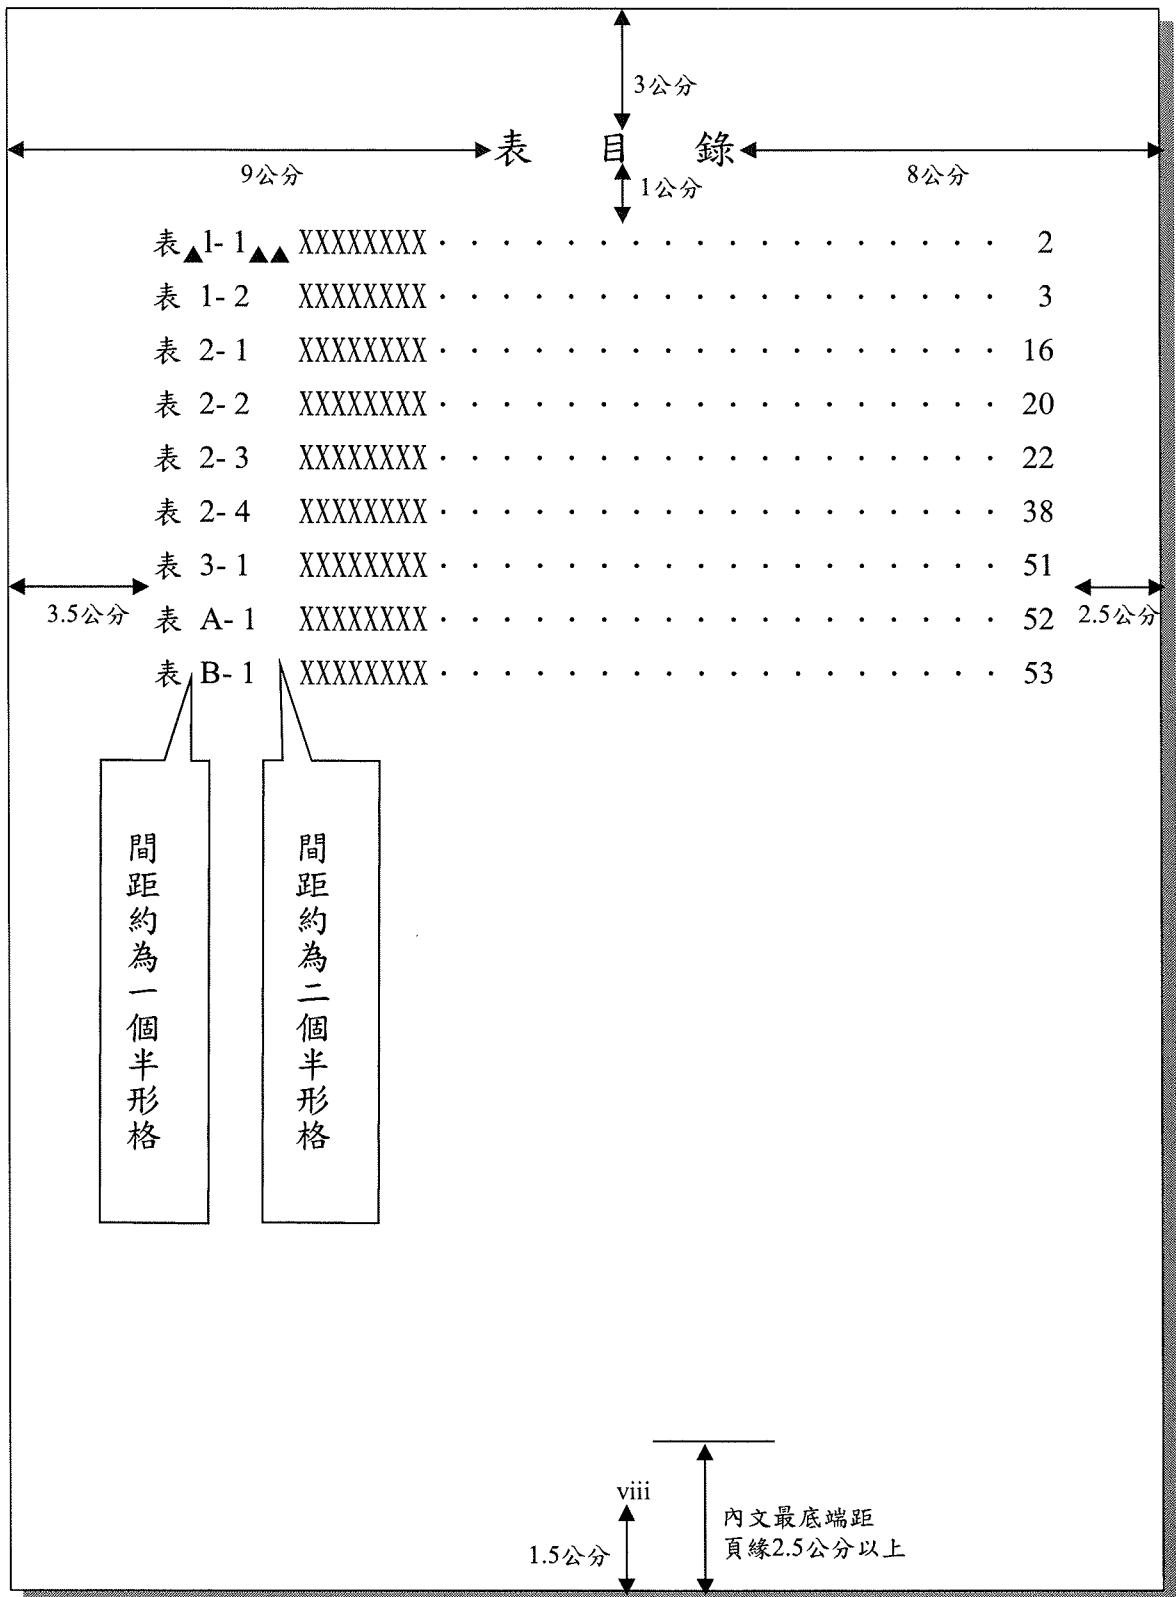 3公分
表 目 錄
9公分
8公分
1公分
表▲1- 1▲▲ XXXXXXXX · · · · · · · · · · · · · · · · · · 2
表 1- 2 XXXXXXXX · · · · · · · · · · · · · · · · · · 3
表 2- 1 XXXXXXXX · · · · · · · · · · · · · · · · · · 16
表 2- 2 XXXXXXXX · · · · · · · · · · · · · · · · · · 20
表 2- 3 XXXXXXXX · · · · · · · · · · · · · · · · · · 22
表 2- 4 XXXXXXXX · · · · · · · · · · · · · · · · · · 38
表 3- 1 XXXXXXXX · · · · · · · · · · · · · · · · · · 51
3.5公分
表 A- 1 XXXXXXXX · · · · · · · · · · · · · · · · · · 52
2.5公分
表 B- 1 XXXXXXXX · · · · · · · · · · · · · · · · · · 53
間距約為一個半形格
間距約為二個半形格
viii
1.5公分
內文最底端距
頁緣2.5公分以上